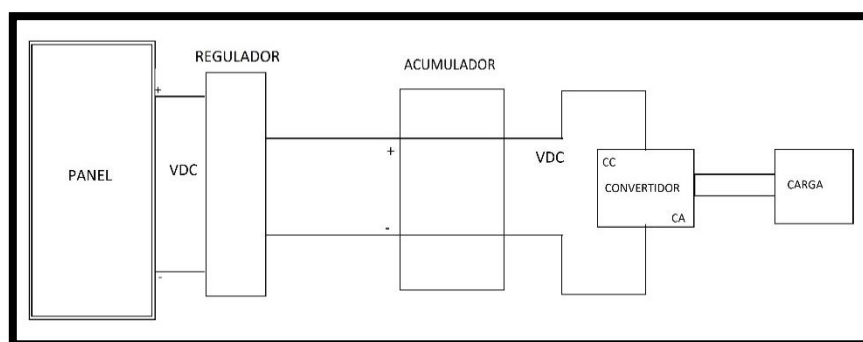 REGULADOR
ACUMULADOR
+
PANEL
VDC
-
+
-
VDC
CC
CONVERTIDOR
CA
CARGA